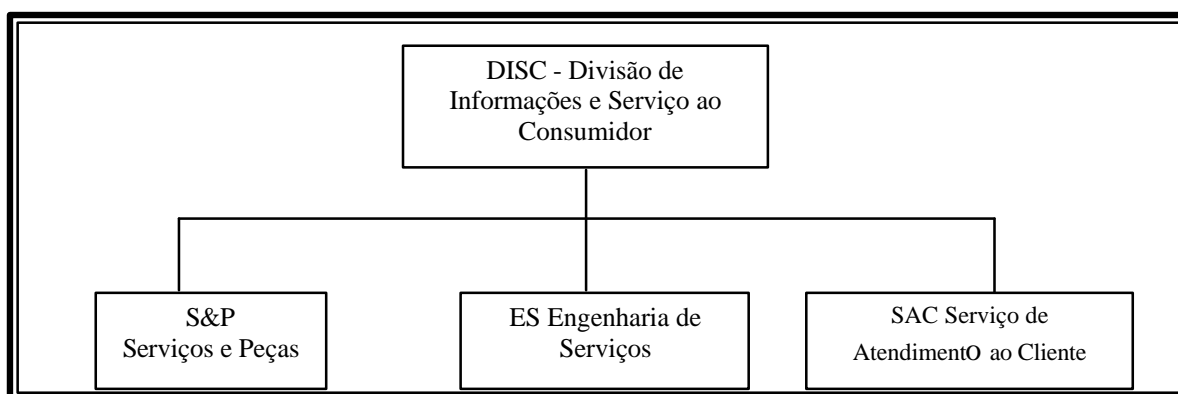 DISC - Divisão de
Informações e Serviço ao
Consumidor
S&P
Serviços e Peças
ES Engenharia de
Serviços
SAC Serviço de
Atendimento ao Cliente